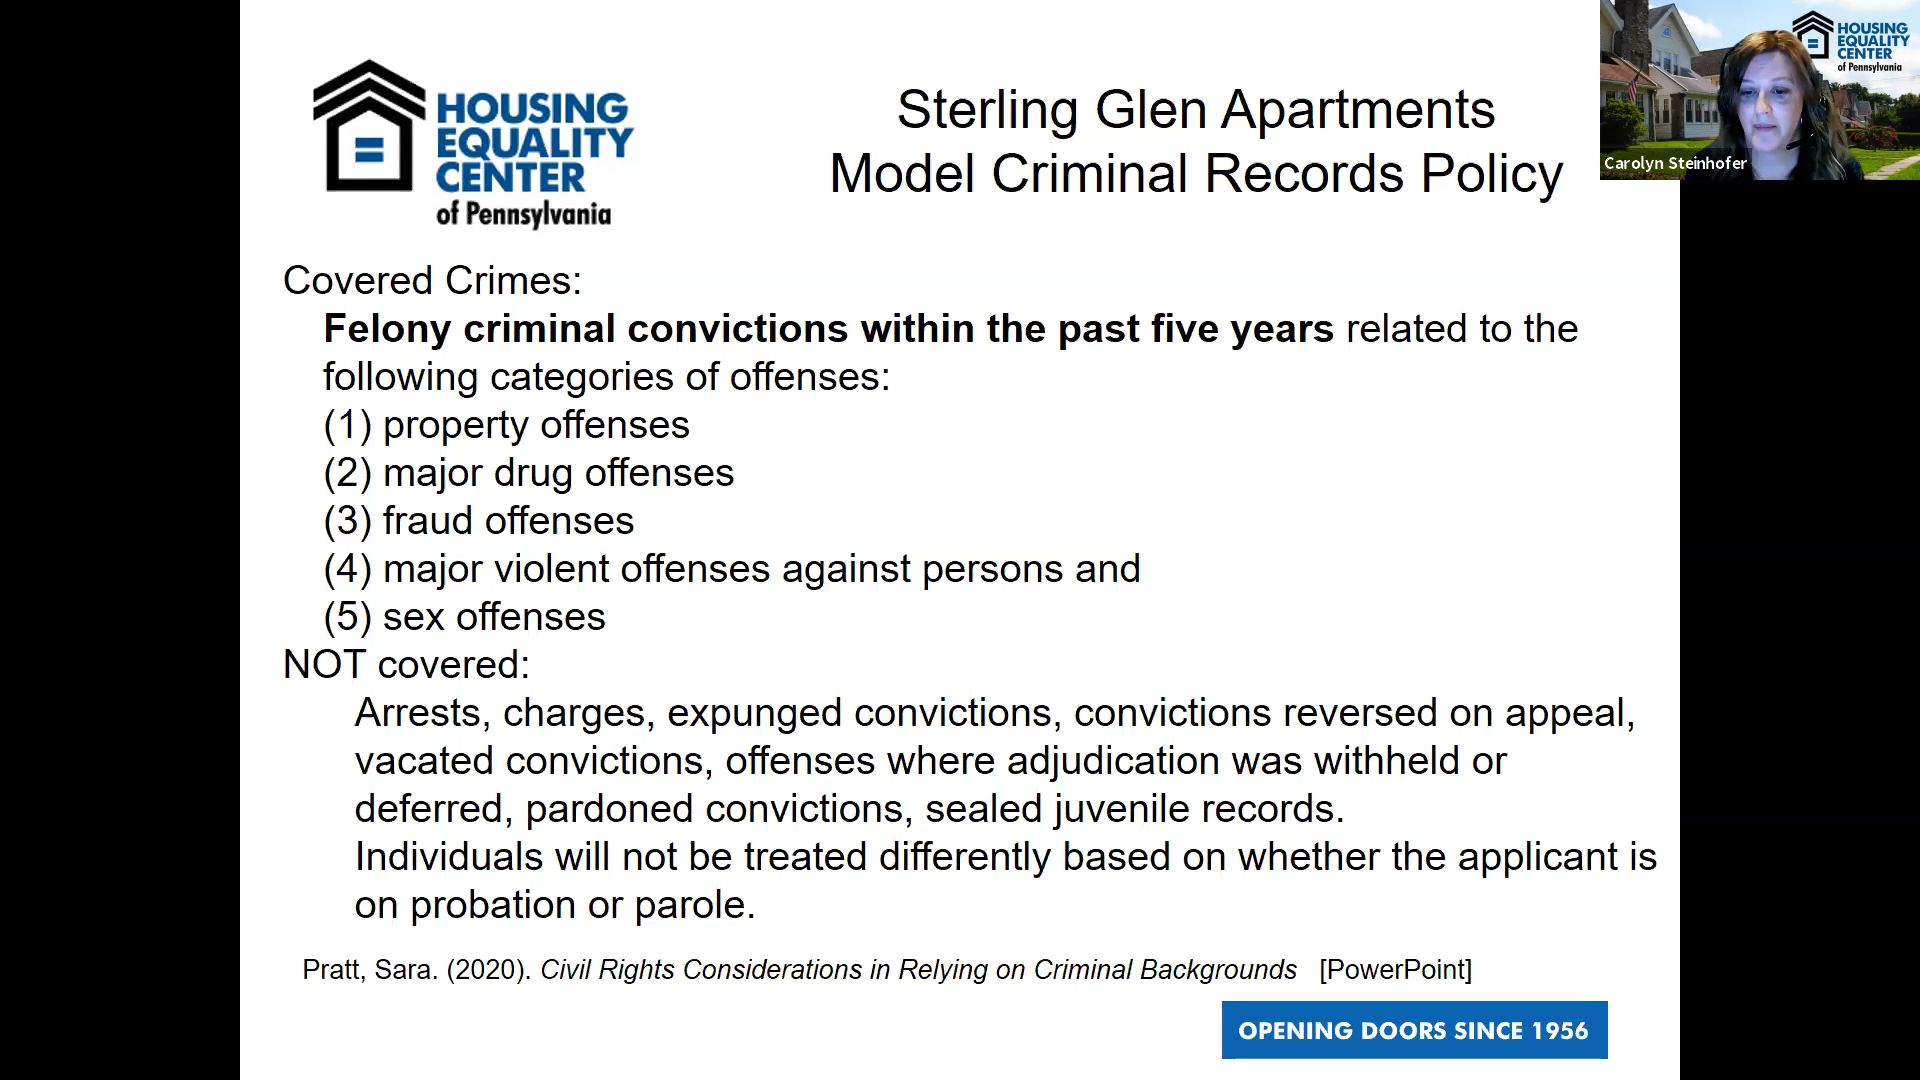 HOUSING
EQUALITY
CENTER
of Pennsylvania
Sterling Glen Apartments
Model Criminal Records Policy
HOUSING
EQUALITY
CENTER
of Pennsylvania
Carolyn Steinhofer
Covered Crimes:
Felony criminal convictions within the past five years related to the
following categories of offenses:
(1) property offenses
(2) major drug offenses
(3) fraud offenses
(4) major violent offenses against persons and
(5) sex offenses
NOT covered:
Arrests, charges, expunged convictions, convictions reversed on appeal,
vacated convictions, offenses where adjudication was withheld or
deferred, pardoned convictions, sealed juvenile records.
Individuals will not be treated differently based on whether the applicant is
on probation or parole.
Pratt, Sara. (2020). Civil Rights Considerations in Relying on Criminal Backgrounds [PowerPoint]
OPENING DOORS SINCE 1956